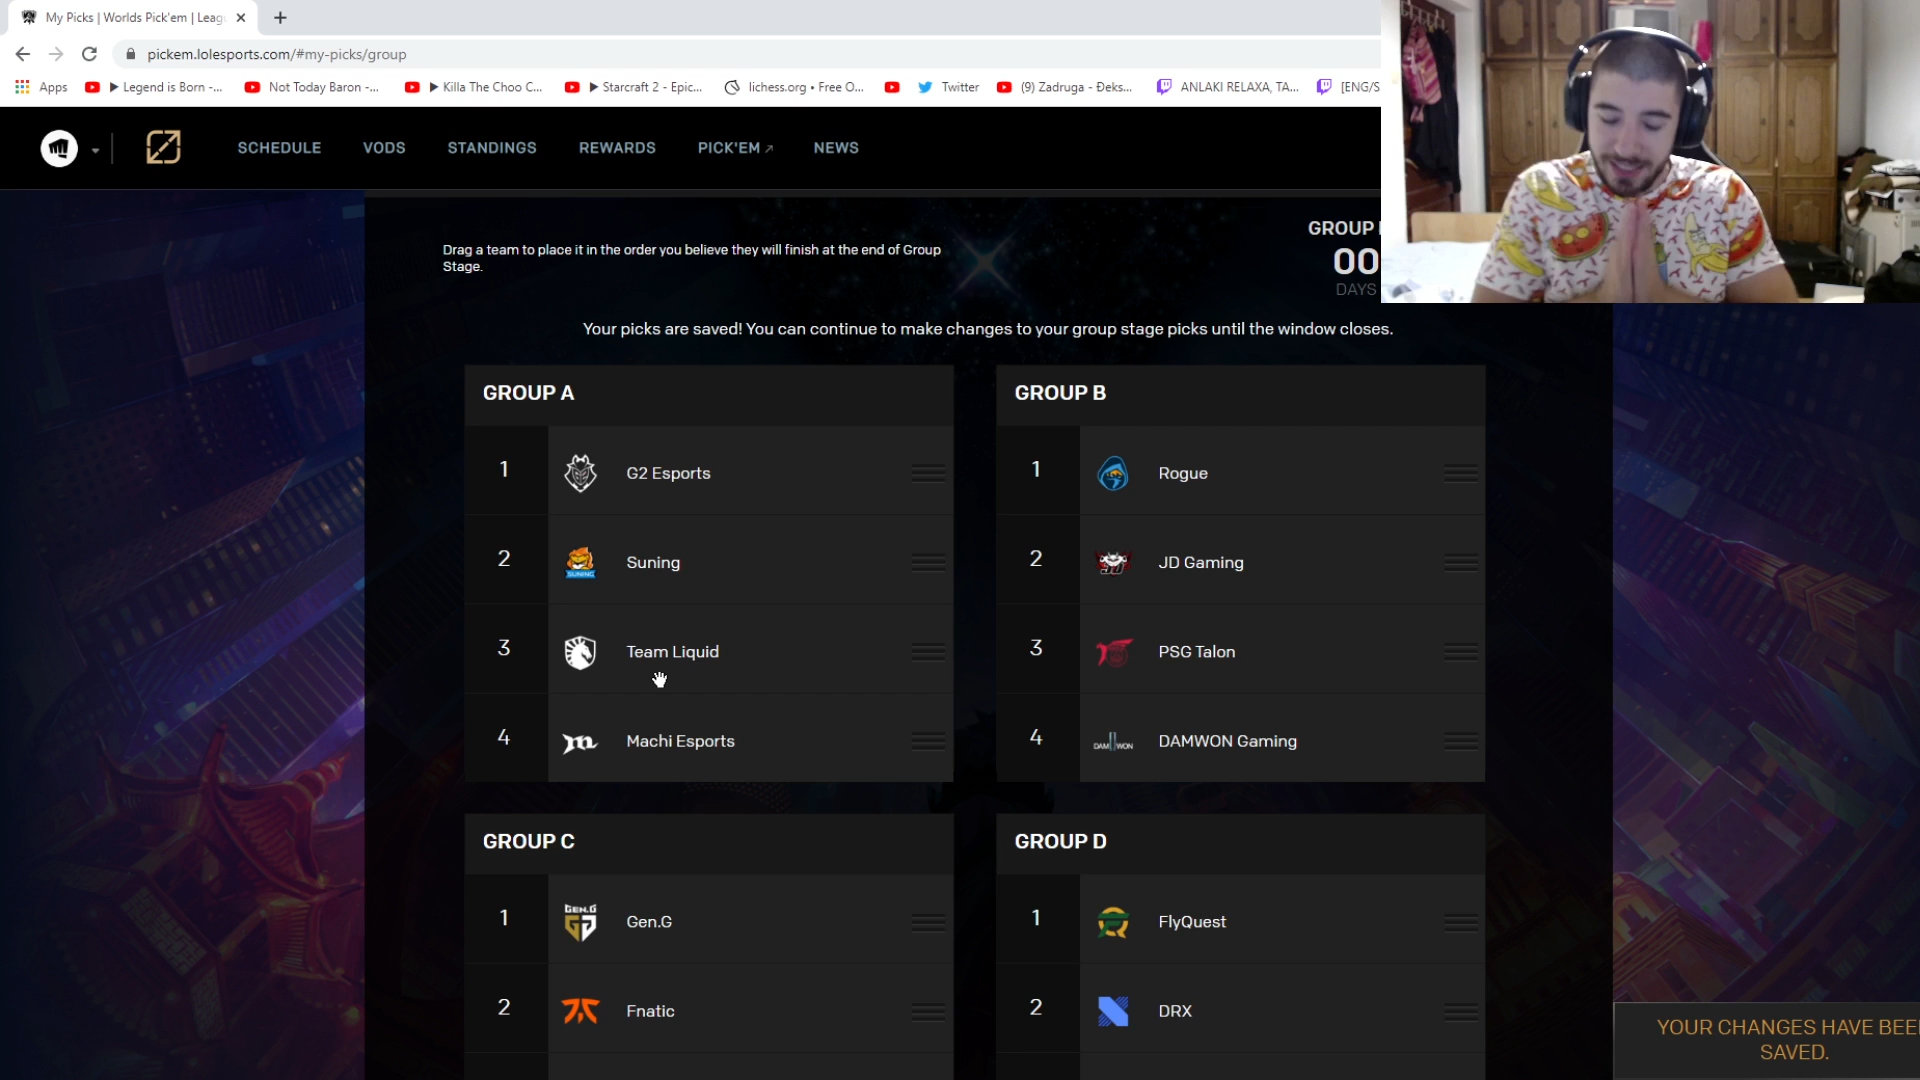 My Picks | Worlds Pick'em | Leag
pickem.lolesports.com/#my-picks/group
Apps
▶ Legend is Born -...
Not Today Baron -...
▶ Killa The Choo C...
▶ Starcraft 2 - Epic...
lichess.org • Free O...
Twitter
(9) Zadruga - Đeks...
ANLAKI RELAXA, TA...
[ENG/S
SCHEDULE
VODS
STANDINGS
REWARDS
PICK'EM ↗
NEWS
Drag a team to place it in the order you believe they will finish at the end of Group
Stage.
GROUP
00
DAYS
Your picks are saved! You can continue to make changes to your group stage picks until the window closes.
GROUP A
1
G2 Esports
2
SUNING
Suning
3
Team Liquid
4
Machi Esports
GROUP B
1
Rogue
2
JD Gaming
3
PSG Talon
4
DAMWON
DAMWON Gaming
GROUP C
1
GEN.G
Gen.G
2
Fnatic
GROUP D
1
FlyQuest
2
DRX
YOUR CHANGES HAVE BEE
SAVED.